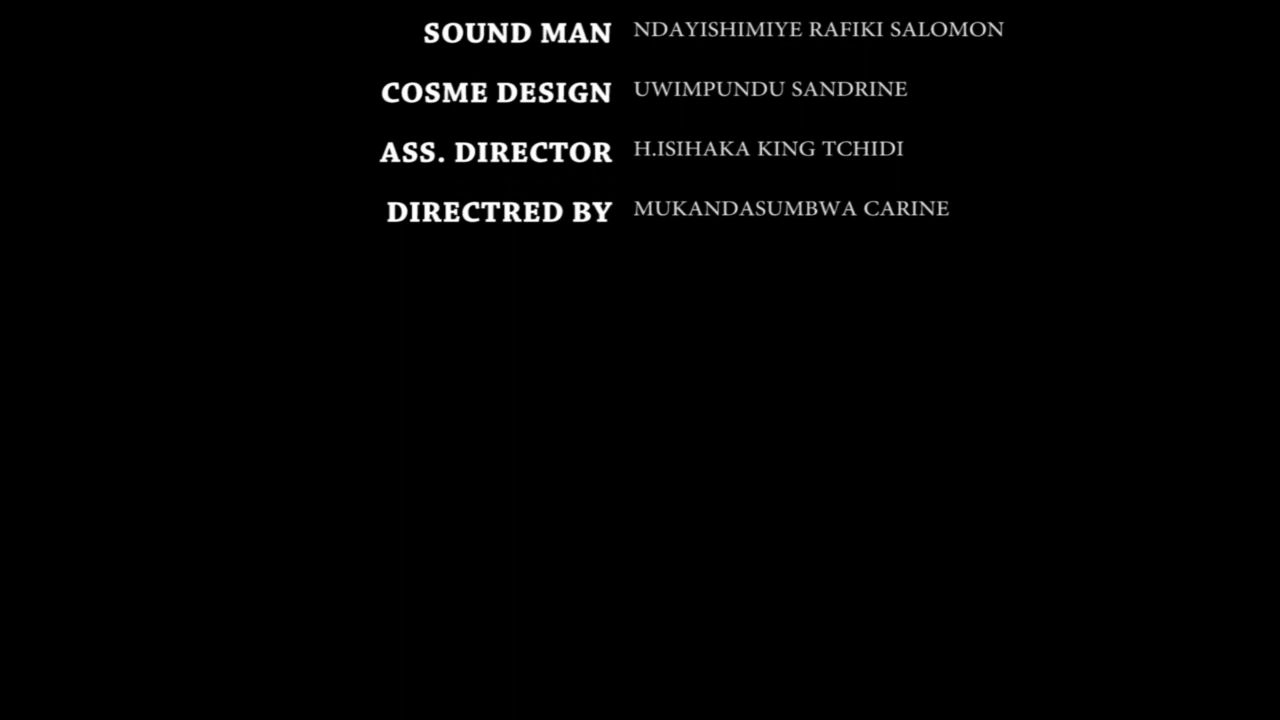 SOUND MAN NDAYISHIMIYE RAFIKI SALOMON
COSME DESIGN UWIMPUNDU SANDRINE
ASS. DIRECTOR H.ISIHAKA KING TCHIDI
DIRECTRED BY MUKANDASUMBWA CARINE